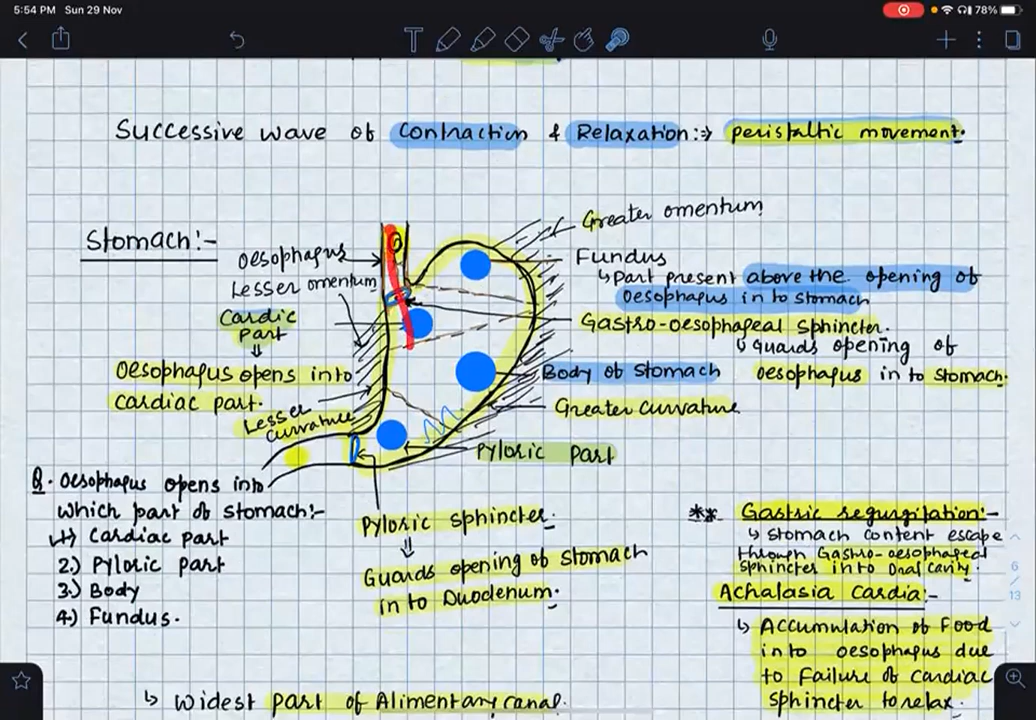 5:54 PM Sun 29 Nov
78%
Successive wave of Contraction & Relaxation :⇒ peristaltic movement.
Stomach:-
Oesophagus
Lesser omentum
Cardic
Part
⇓
Oesophagus opens into
cardiac part.
Lesser
curvature
Greater omentum
Fundus
↳ Part present above the opening of
oesophagus in to stomach
Gastro-oesophageal Sphincter.
↳ Guards opening of
oesophagus in to stomach.
Body of Stomach
Greater curvature
Pyloric part
Pyloric Sphincter.
⇓
Guards opening of Stomach
in to Duodenum.
Q. Oesophagus opens into
which part of stomach:-
1) Cardiac part
2.) Pyloric part
3.) Body
4.) Fundus.
** Gastric regurgitation:-
↳ Stomach content escape
through Gastro-oesophageal
Sphincter into Oral cavity.
Achalasia cardia:-
↳ Accumulation of Food
into oesophagus due
to Failure of cardiac
Sphincter to relax.
6
/
13
↳ Widest part of Alimentary canal.